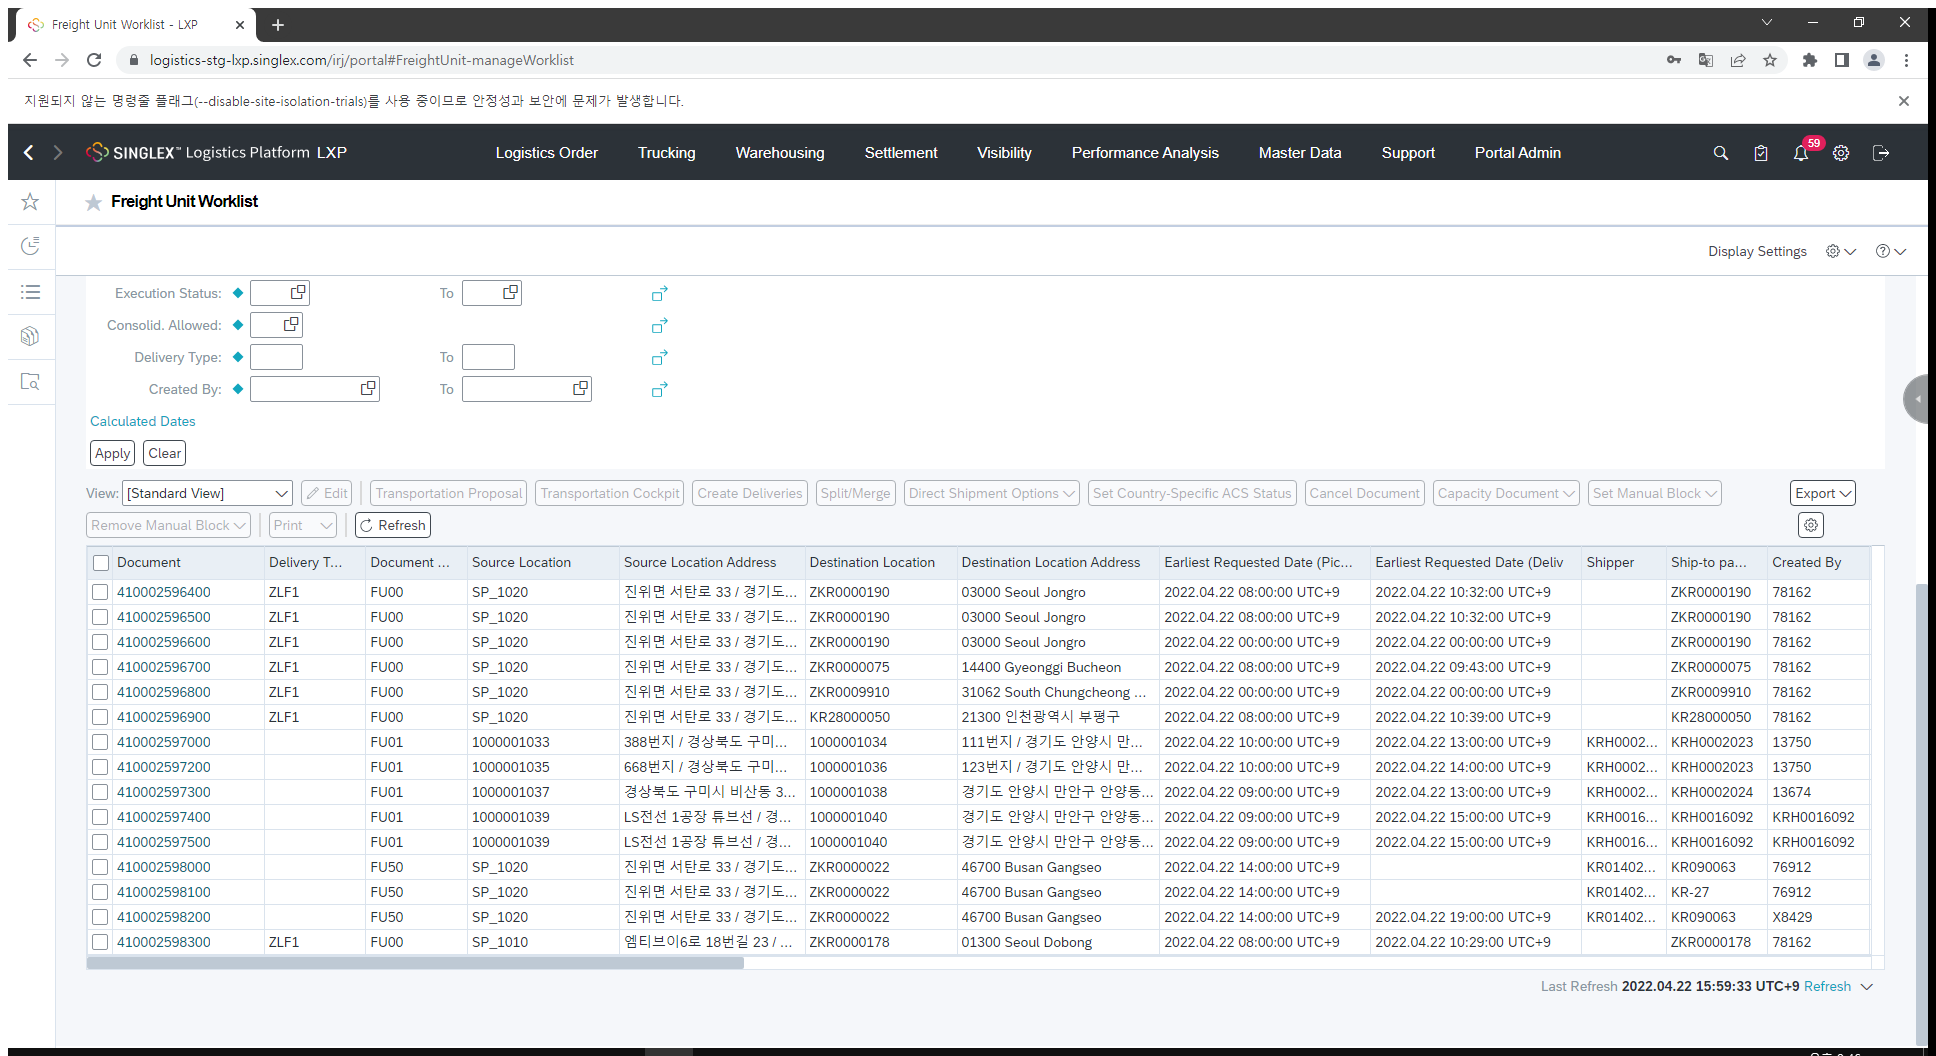 Freight Unit Worklist - LXP
logistics-stg-lxp.singlex.com/irj/portal#FreightUnit-manageWorklist
지원되지 않는 명령줄 플래그(--disable-site-isolation-trials)를 사용 중이므로 안정성과 보안에 문제가 발생합니다.
SINGLEX™ Logistics Platform LXP Logistics Order Trucking Warehousing Settlement Visibility Performance Analysis Master Data Support Portal Admin 59
Freight Unit Worklist
Display Settings
Execution Status: To
Consolid. Allowed:
Delivery Type: To
Created By: To
Calculated Dates
Apply Clear
View: [Standard View] Edit Transportation Proposal Transportation Cockpit Create Deliveries Split/Merge Direct Shipment Options Set Country-Specific ACS Status Cancel Document Capacity Document Set Manual Block Export
Remove Manual Block Print Refresh
Document Delivery T... Document ... Source Location Source Location Address Destination Location Destination Location Address Earliest Requested Date (Pic... Earliest Requested Date (Deliv Shipper Ship-to pa... Created By
410002596400 ZLF1 FU00 SP_1020 진위면 서탄로 33 / 경기도... ZKR0000190 03000 Seoul Jongro 2022.04.22 08:00:00 UTC+9 2022.04.22 10:32:00 UTC+9 ZKR0000190 78162
410002596500 ZLF1 FU00 SP_1020 진위면 서탄로 33 / 경기도... ZKR0000190 03000 Seoul Jongro 2022.04.22 08:00:00 UTC+9 2022.04.22 10:32:00 UTC+9 ZKR0000190 78162
410002596600 ZLF1 FU00 SP_1020 진위면 서탄로 33 / 경기도... ZKR0000190 03000 Seoul Jongro 2022.04.22 00:00:00 UTC+9 2022.04.22 00:00:00 UTC+9 ZKR0000190 78162
410002596700 ZLF1 FU00 SP_1020 진위면 서탄로 33 / 경기도... ZKR0000075 14400 Gyeonggi Bucheon 2022.04.22 08:00:00 UTC+9 2022.04.22 09:43:00 UTC+9 ZKR0000075 78162
410002596800 ZLF1 FU00 SP_1020 진위면 서탄로 33 / 경기도... ZKR0009910 31062 South Chungcheong ... 2022.04.22 00:00:00 UTC+9 2022.04.22 00:00:00 UTC+9 ZKR0009910 78162
410002596900 ZLF1 FU00 SP_1020 진위면 서탄로 33 / 경기도... KR28000050 21300 인천광역시 부평구 2022.04.22 08:00:00 UTC+9 2022.04.22 10:39:00 UTC+9 KR28000050 78162
410002597000 FU01 1000001033 388번지 / 경상북도 구미... 1000001034 111번지 / 경기도 안양시 만... 2022.04.22 10:00:00 UTC+9 2022.04.22 13:00:00 UTC+9 KRH0002... KRH0002023 13750
410002597200 FU01 1000001035 668번지 / 경상북도 구미... 1000001036 123번지 / 경기도 안양시 만... 2022.04.22 10:00:00 UTC+9 2022.04.22 14:00:00 UTC+9 KRH0002... KRH0002023 13750
410002597300 FU01 1000001037 경상북도 구미시 비산동 3... 1000001038 경기도 안양시 만안구 안양동... 2022.04.22 09:00:00 UTC+9 2022.04.22 13:00:00 UTC+9 KRH0002... KRH0002024 13674
410002597400 FU01 1000001039 LS전선 1공장 튜브선 / 경... 1000001040 경기도 안양시 만안구 안양동... 2022.04.22 09:00:00 UTC+9 2022.04.22 15:00:00 UTC+9 KRH0016... KRH0016092 KRH0016092
410002597500 FU01 1000001039 LS전선 1공장 튜브선 / 경... 1000001040 경기도 안양시 만안구 안양동... 2022.04.22 09:00:00 UTC+9 2022.04.22 15:00:00 UTC+9 KRH0016... KRH0016092 KRH0016092
410002598000 FU50 SP_1020 진위면 서탄로 33 / 경기도... ZKR0000022 46700 Busan Gangseo 2022.04.22 14:00:00 UTC+9 KR01402... KR090063 76912
410002598100 FU50 SP_1020 진위면 서탄로 33 / 경기도... ZKR0000022 46700 Busan Gangseo 2022.04.22 14:00:00 UTC+9 KR01402... KR-27 76912
410002598200 FU50 SP_1020 진위면 서탄로 33 / 경기도... ZKR0000022 46700 Busan Gangseo 2022.04.22 14:00:00 UTC+9 2022.04.22 19:00:00 UTC+9 KR01402... KR090063 X8429
410002598300 ZLF1 FU00 SP_1010 엠티브이6로 18번길 23 / ... ZKR0000178 01300 Seoul Dobong 2022.04.22 08:00:00 UTC+9 2022.04.22 10:29:00 UTC+9 ZKR0000178 78162
Last Refresh 2022.04.22 15:59:33 UTC+9 Refresh